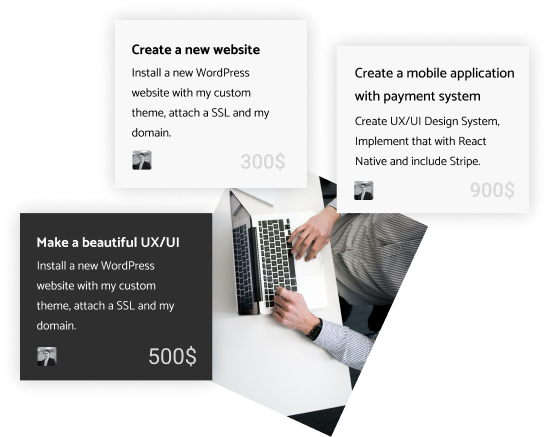 Create a new website
Install a new WordPress
website with my custom
theme, attach a SSL and my
domain.
300$
Create a mobile application
with payment system
Create UX/UI Design System,
Implement that with React
Native and include Stripe.
900$
Make a beautiful UX/UI
Install a new WordPress
website with my custom
theme, attach a SSL and my
domain.
500$